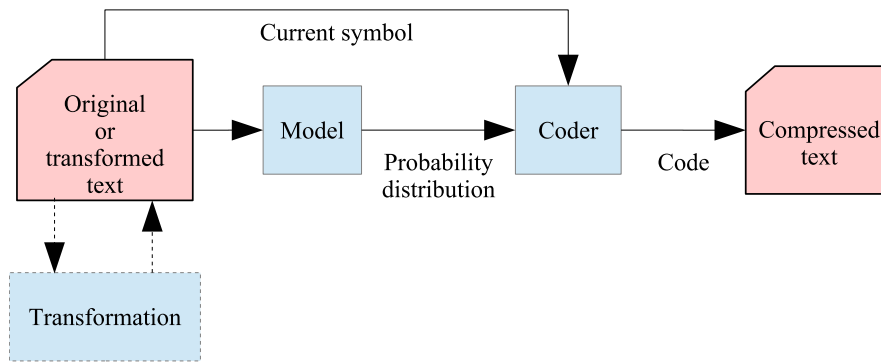 Current symbol
Original
or
transformed
text
Model
Probability
distribution
Coder
Code
Compressed
text
Transformation